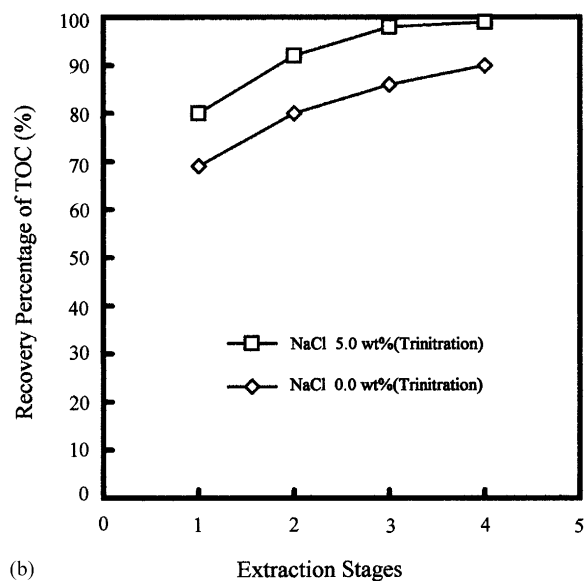 Recovery Percentage of TOC (%)
100
90
80
70
60
50
40
30
20
10
0
NaCl 5.0 wt%(Trinitration)
NaCl 0.0 wt%(Trinitration)
0 1 2 3 4 5
(b) Extraction Stages